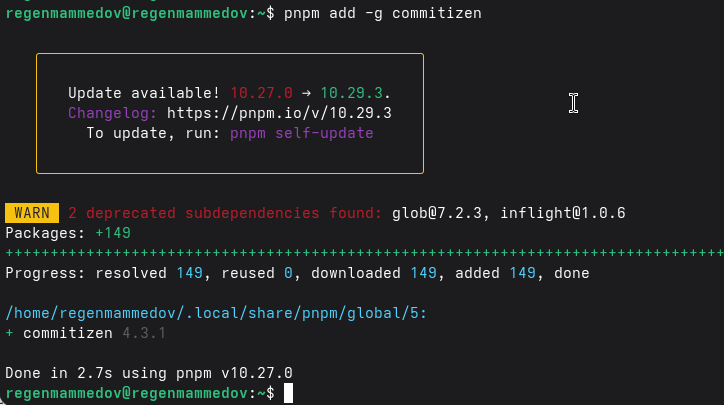 regenmammedov@regenmammedov:~$ pnpm add -g commitizen
Update available! 10.27.0 → 10.29.3.
Changelog: https://pnpm.io/v/10.29.3
To update, run: pnpm self-update
WARN 2 deprecated subdependencies found: glob@7.2.3, inflight@1.0.6
Packages: +149
++++++++++++++++++++++++++++++++++++++++++++++++++++++++++++++++++++++++++++++++
Progress: resolved 149, reused 0, downloaded 149, added 149, done
/home/regenmammedov/.local/share/pnpm/global/5:
+ commitizen 4.3.1
Done in 2.7s using pnpm v10.27.0
regenmammedov@regenmammedov:~$